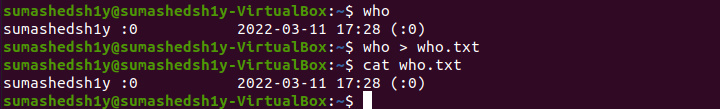 sumashedsh1y@sumashedsh1y-VirtualBox:~$ who
sumashedsh1y :0           2022-03-11 17:28 (:0)
sumashedsh1y@sumashedsh1y-VirtualBox:~$ who > who.txt
sumashedsh1y@sumashedsh1y-VirtualBox:~$ cat who.txt
sumashedsh1y :0           2022-03-11 17:28 (:0)
sumashedsh1y@sumashedsh1y-VirtualBox:~$